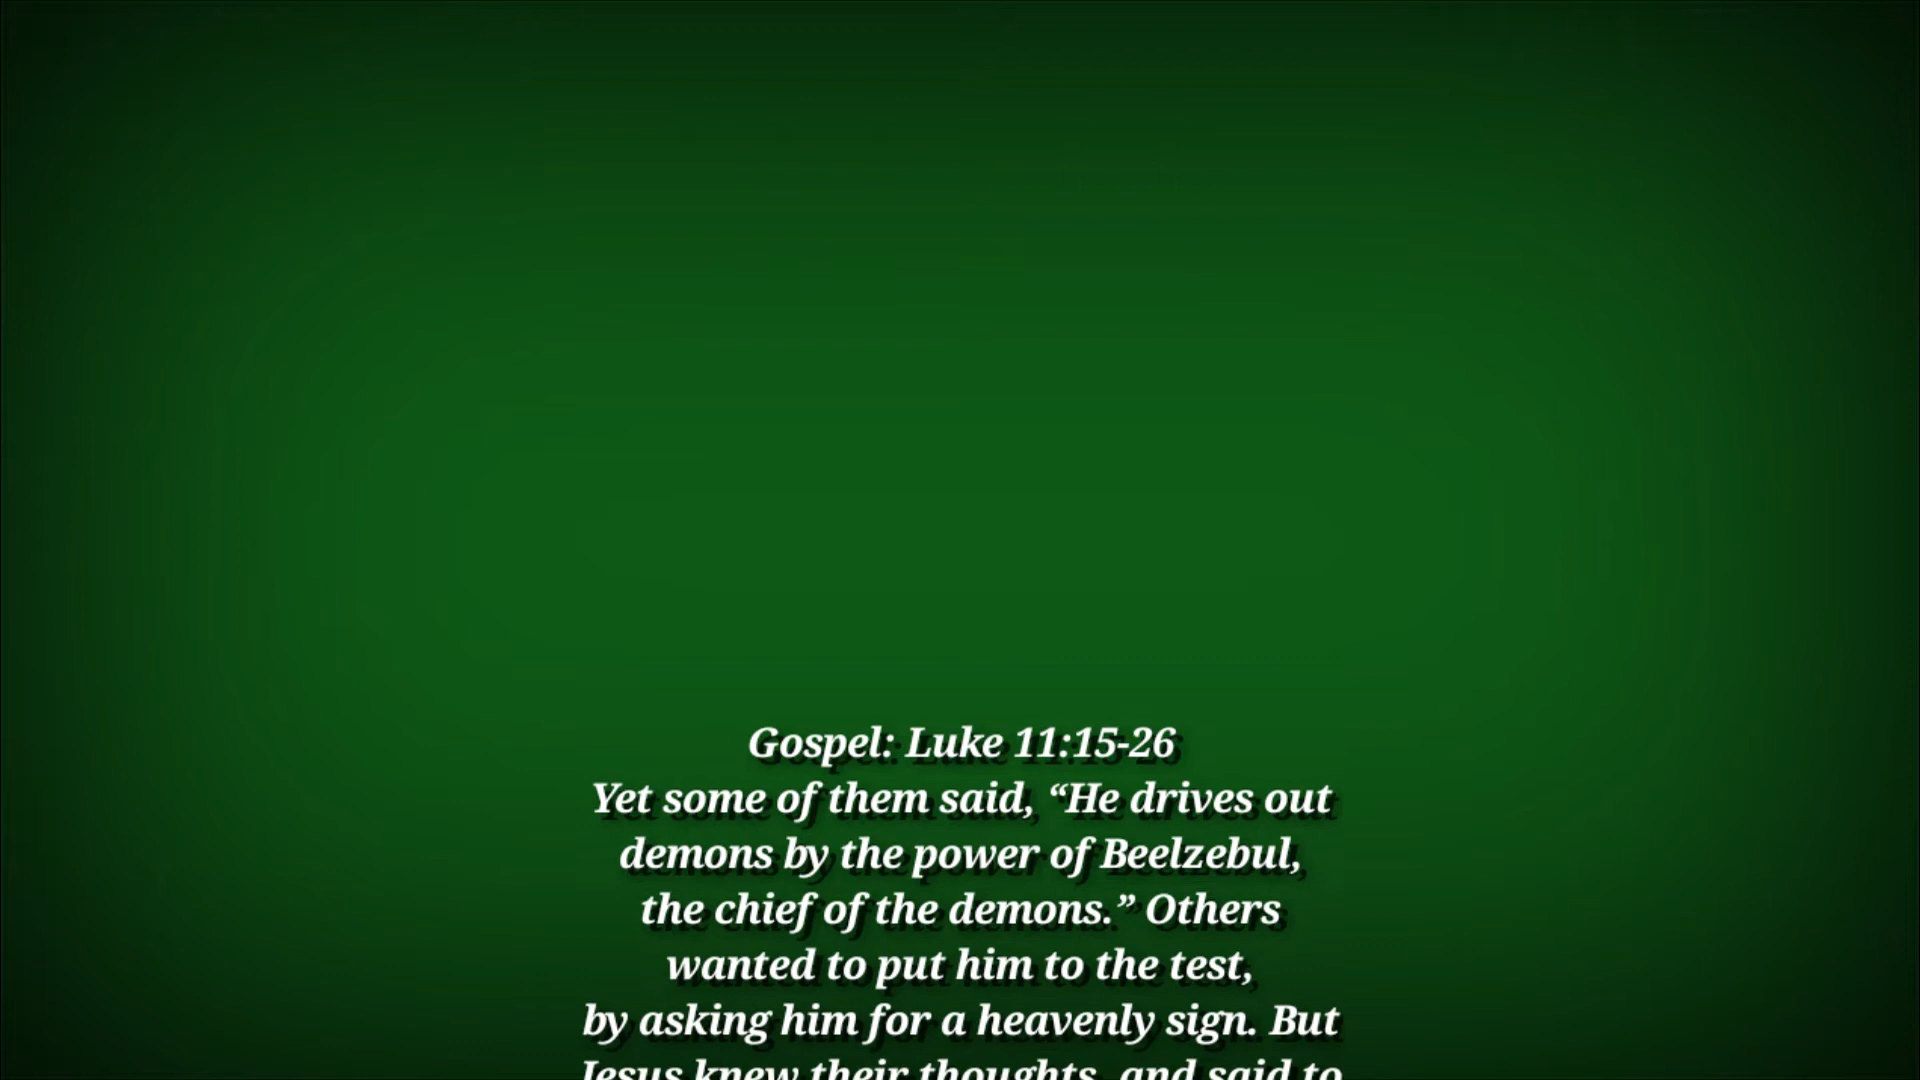 Gospel: Luke 11:15-26
Yet some of them said, “He drives out
demons by the power of Beelzebul,
the chief of the demons.” Others
wanted to put him to the test,
by asking him for a heavenly sign. But
Jesus knew their thoughts, and said to